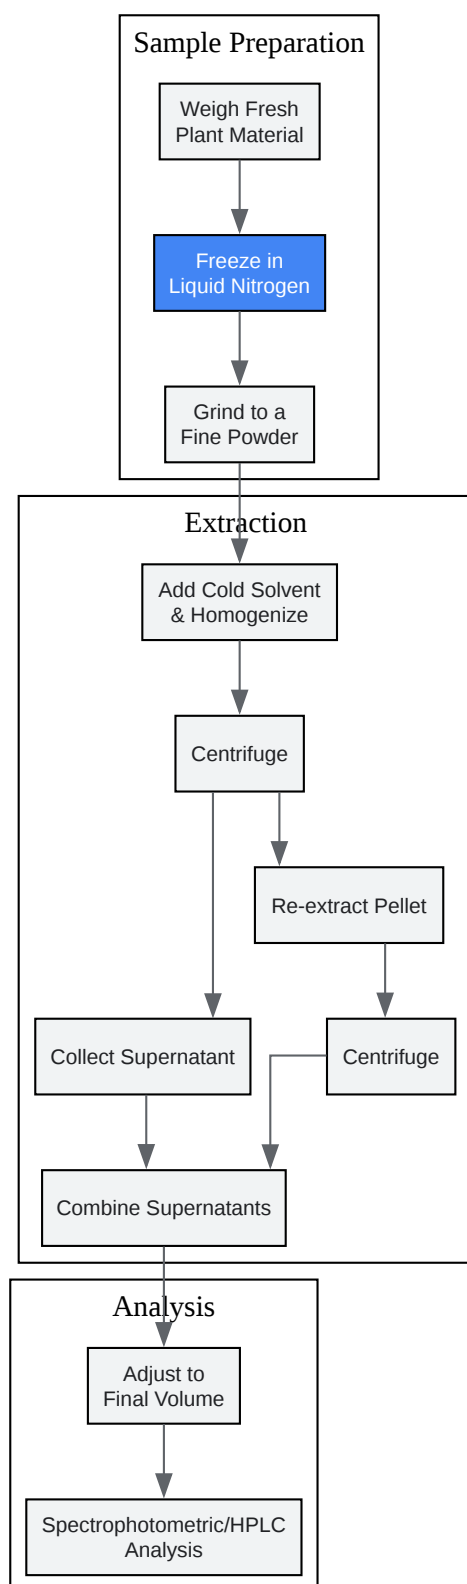 Sample Preparation
Weigh Fresh
Plant Material
Freeze in
Liquid Nitrogen
Grind to a
Fine Powder
Extraction
Add Cold Solvent
& Homogenize
Centrifuge
Re-extract Pellet
Collect Supernatant
Centrifuge
Combine Supernatants
Analysis
Adjust to
Final Volume
Spectrophotometric/HPLC
Analysis